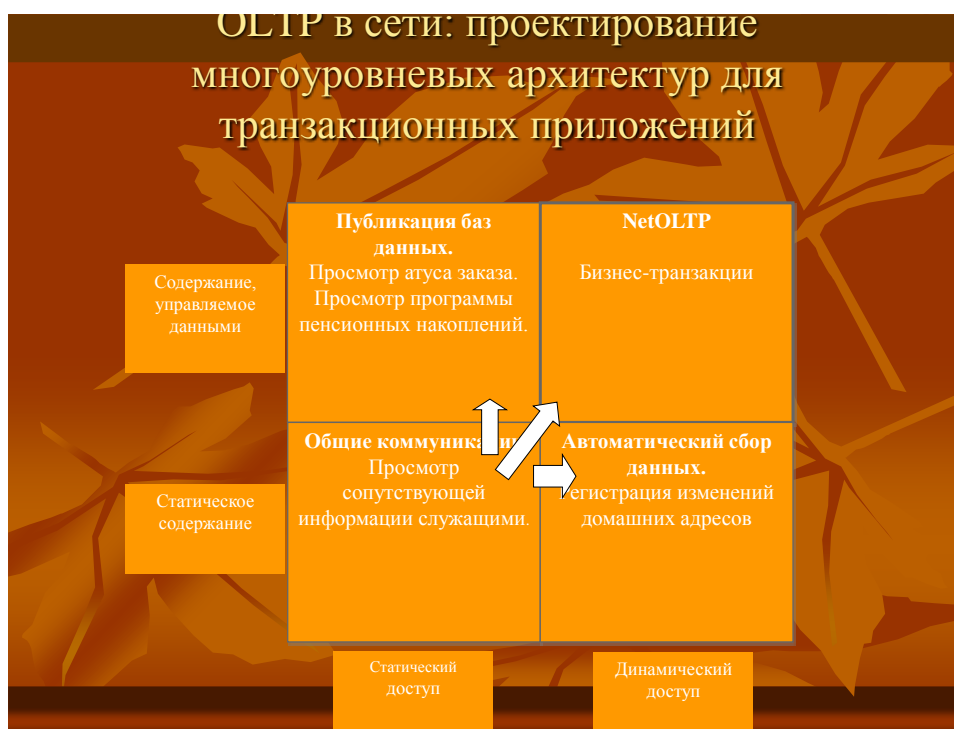 OLTP в сети: проектирование
многоуровневых архитектур для
транзакционных приложений
Публикация баз
данных.
Просмотр атуса заказа.
Просмотр программы
пенсионных накоплений.
NetOLTP
Бизнес-транзакции
Содержание,
управляемое
данными
Общие
Просмотр
сопутствующей
информации служащими.
Автоматический сбор
данных.
изменений
домашних адресов
Статическое
содержание
Статический
доступ
Динамический
доступ